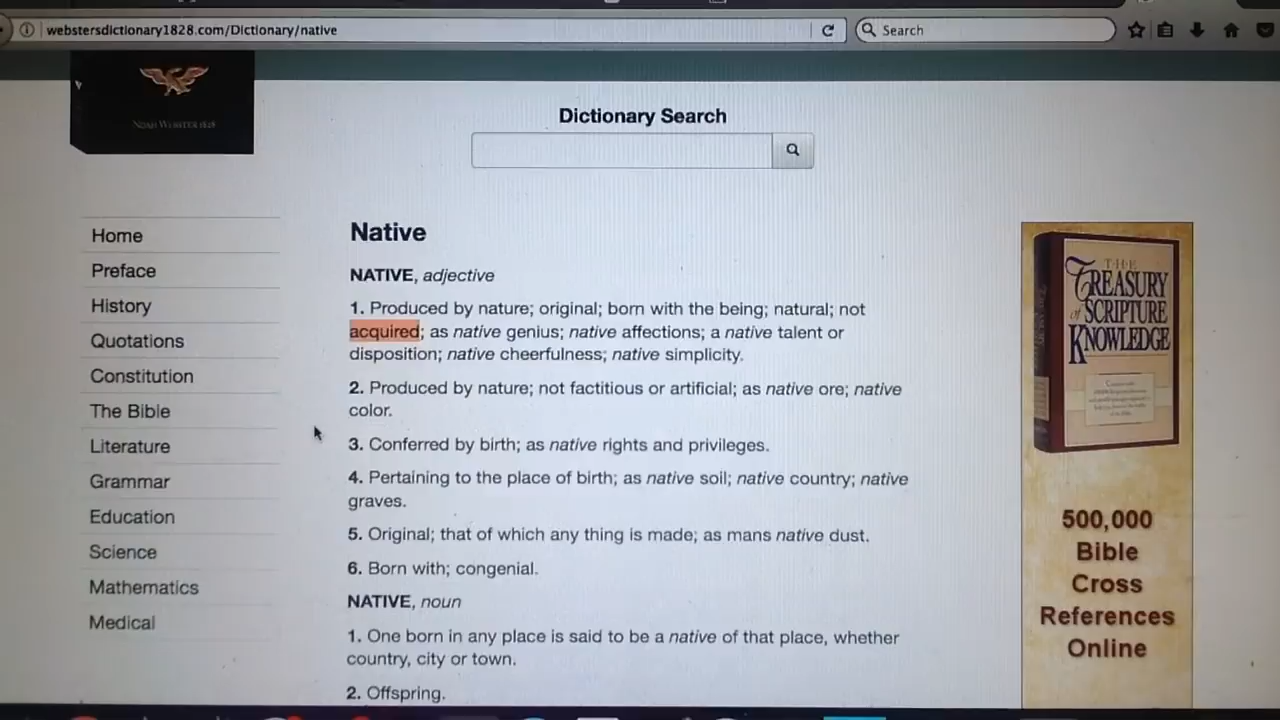 webstersdictionary1828.com/Dictionary/native
Search
NOAH WEBSTER 1828
Dictionary Search
Home
Preface
History
Quotations
Constitution
The Bible
Literature
Grammar
Education
Science
Mathematics
Medical
Native
NATIVE, adjective
1. Produced by nature; original; born with the being; natural; not
acquired; as native genius; native affections; a native talent or
disposition; native cheerfulness; native simplicity.
2. Produced by nature; not factitious or artificial; as native ore; native
color.
3. Conferred by birth; as native rights and privileges.
4. Pertaining to the place of birth; as native soil; native country; native
graves.
5. Original; that of which any thing is made; as mans native dust.
6. Born with; congenial.
NATIVE, noun
1. One born in any place is said to be a native of that place, whether
country, city or town.
2. Offspring.
THE
TREASURY
of SCRIPTURE
KNOWLEDGE
500,000
Bible
Cross
References
Online